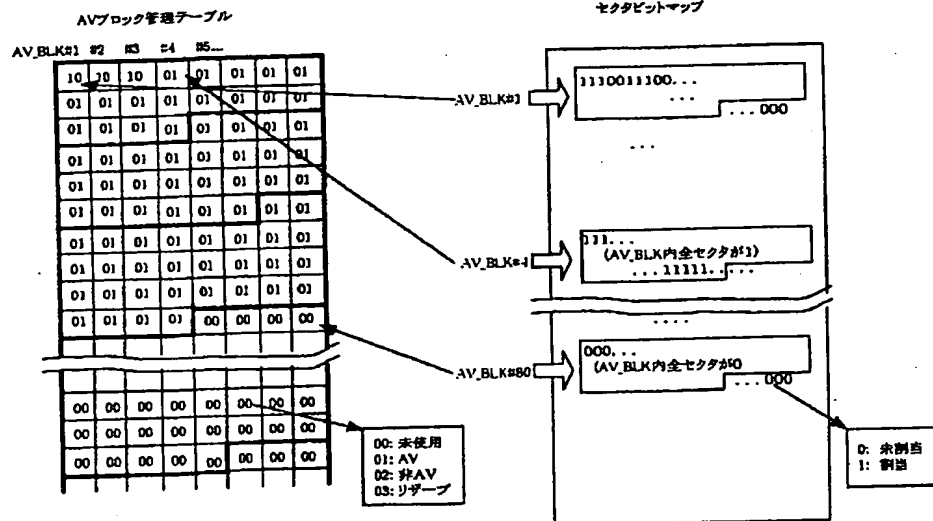 AVブロック管理テーブル
セクタビットマップ
AV_BLK#1 #2 #3 #4 #5...
10 10 10 01 01 01 01 01
01 01 01 01 01 01 01 01
01 01 01 01 01 01 01 01
01 01 01 01 01 01 01 01
01 01 01 01 01 01 01 01
01 01 01 01 01 01 01 01
01 01 01 01 01 01 01 01
01 01 01 01 01 01 01 01
01 01 01 01 01 01 01 01
01 01 01 01 00 00 00 00
00 00 00 00 00 00 00 00
00 00 00 00 00 00 00 00
00 00 00 00 00 00 00 00
00: 未使用
01: AV
02: 非AV
03: リザーブ
AV_BLK#1
1110011100...
...
...000
...
AV_BLK#4
111...
(AV_BLK内全セクタが1)
...11111.....
....
AV_BLK#80
000...
(AV_BLK内全セクタが0
...000
0: 未割当
1: 割当